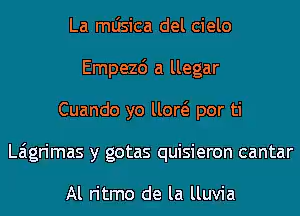 La música del cielo
Empezó a llegar
Cuando yo lloré por ti
Lágrimas y gotas quisieron cantar
Al ritmo de la lluvia